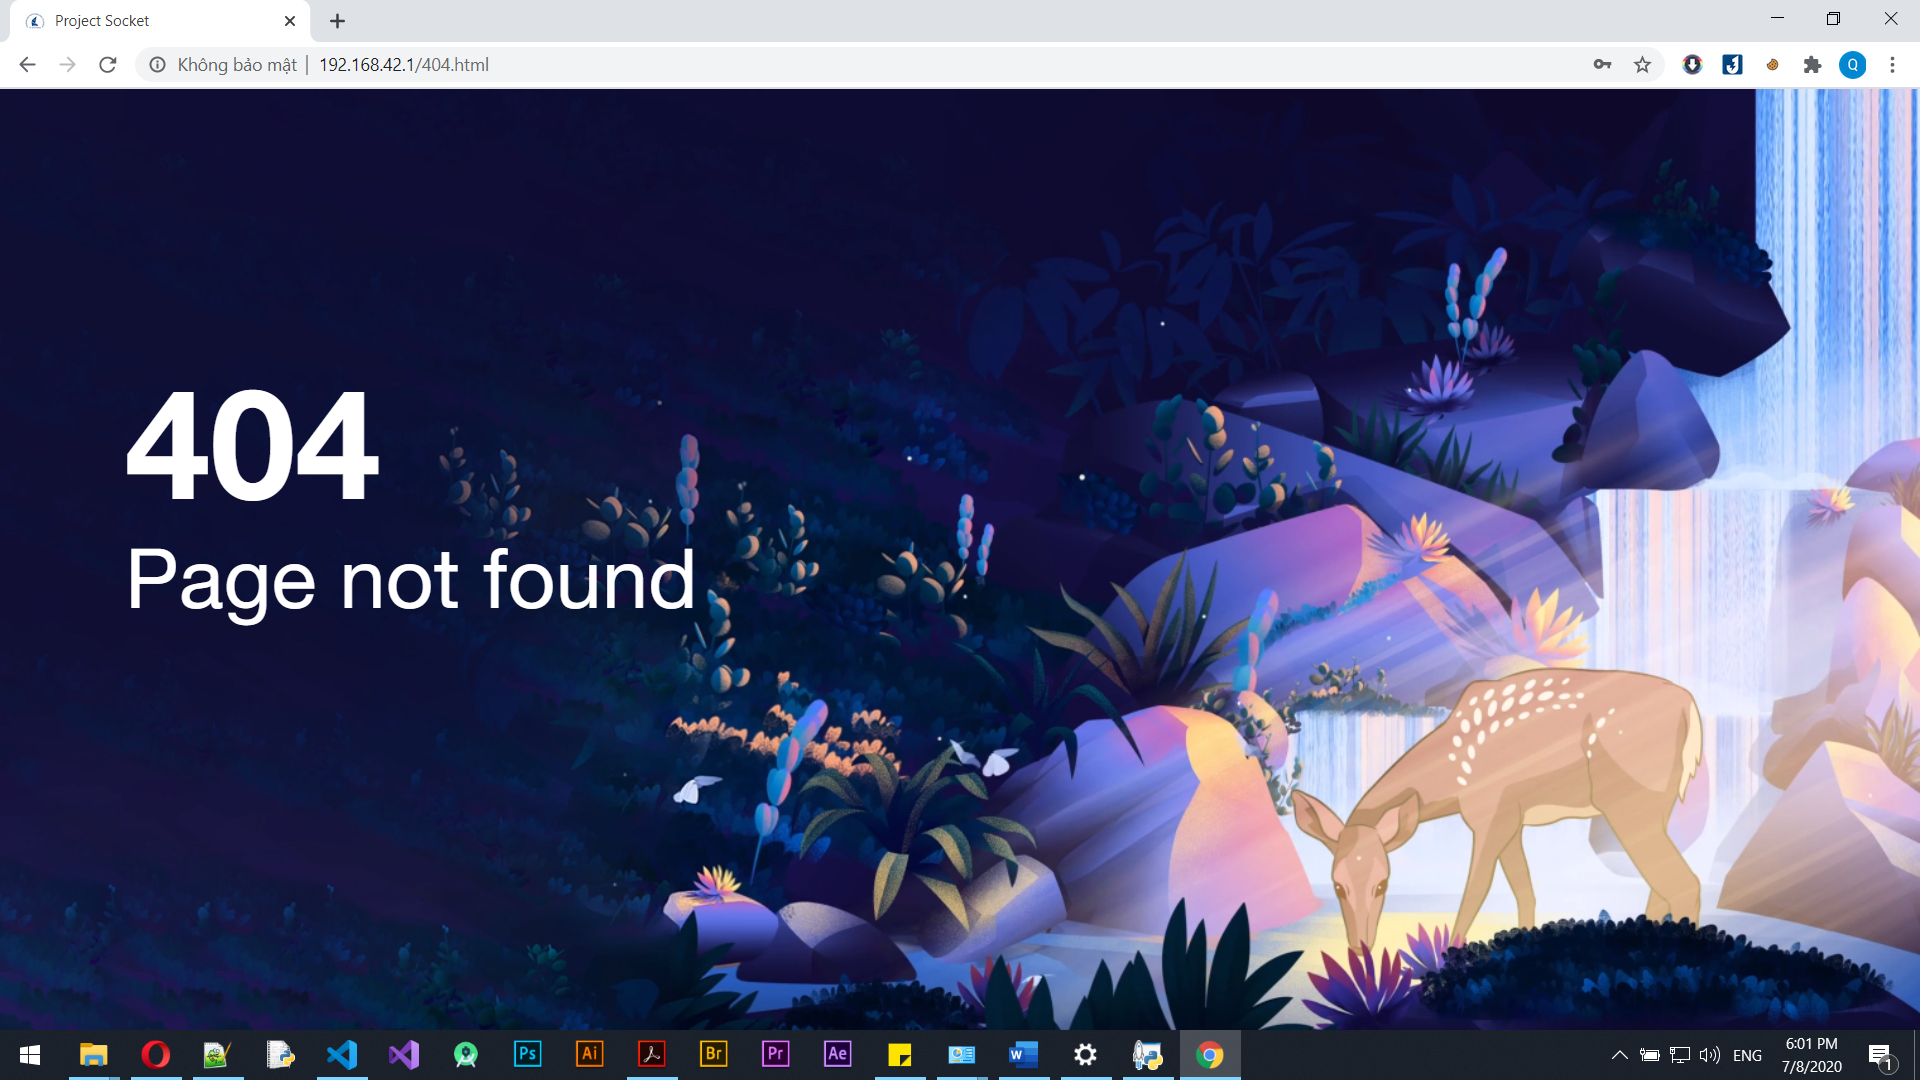 Project Socket
Không bảo mật | 192.168.42.1/404.html
Q
404
Page not found
Ps
Ai
Br
Pr
Ae
W
ENG
6:01 PM
7/8/2020
1